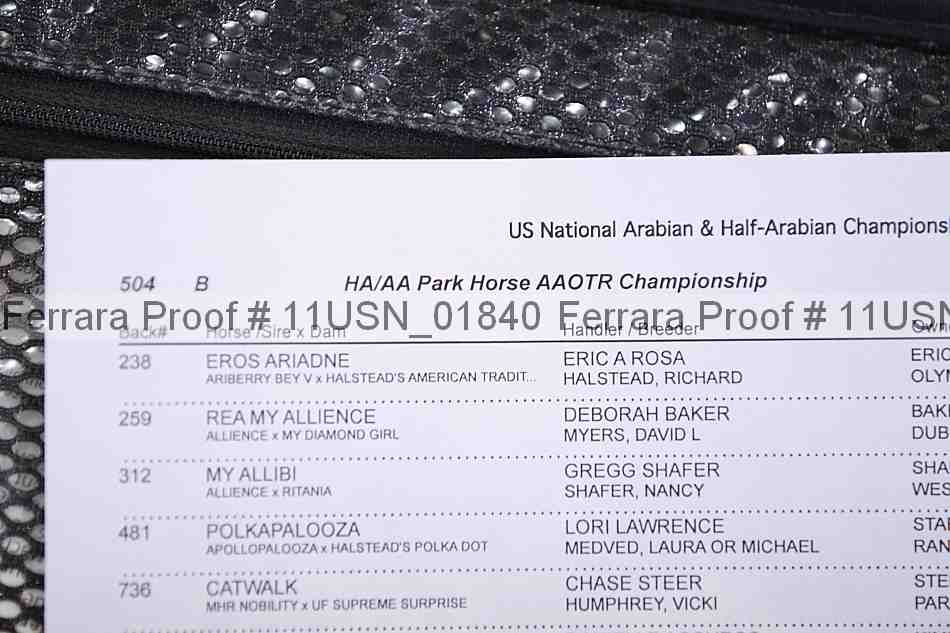 US National Arabian & Half-Arabian Champions
504 B HA/AA Park Horse AAOTR Championship
Ferrara Proof # 11USN_01840 Ferrara Proof # 11USN
Back# Horse /Sire x Dam Handler / Breeder Own
238 EROS ARIADNE ERIC A ROSA ERIC
ARIBERRY BEY V x HALSTEAD'S AMERICAN TRADIT... HALSTEAD, RICHARD OLYM
259 REA MY ALLIENCE DEBORAH BAKER BAK
ALLIENCE x MY DIAMOND GIRL MYERS, DAVID L DUB
312 MY ALLIBI GREGG SHAFER SHA
ALLIENCE x RITANIA SHAFER, NANCY WES
481 POLKAPALOOZA LORI LAWRENCE STA
APOLLOPALOOZA x HALSTEAD'S POLKA DOT MEDVED, LAURA OR MICHAEL RAN
736 CATWALK CHASE STEER STE
MHR NOBILITY x UF SUPREME SURPRISE HUMPHREY, VICKI PAR